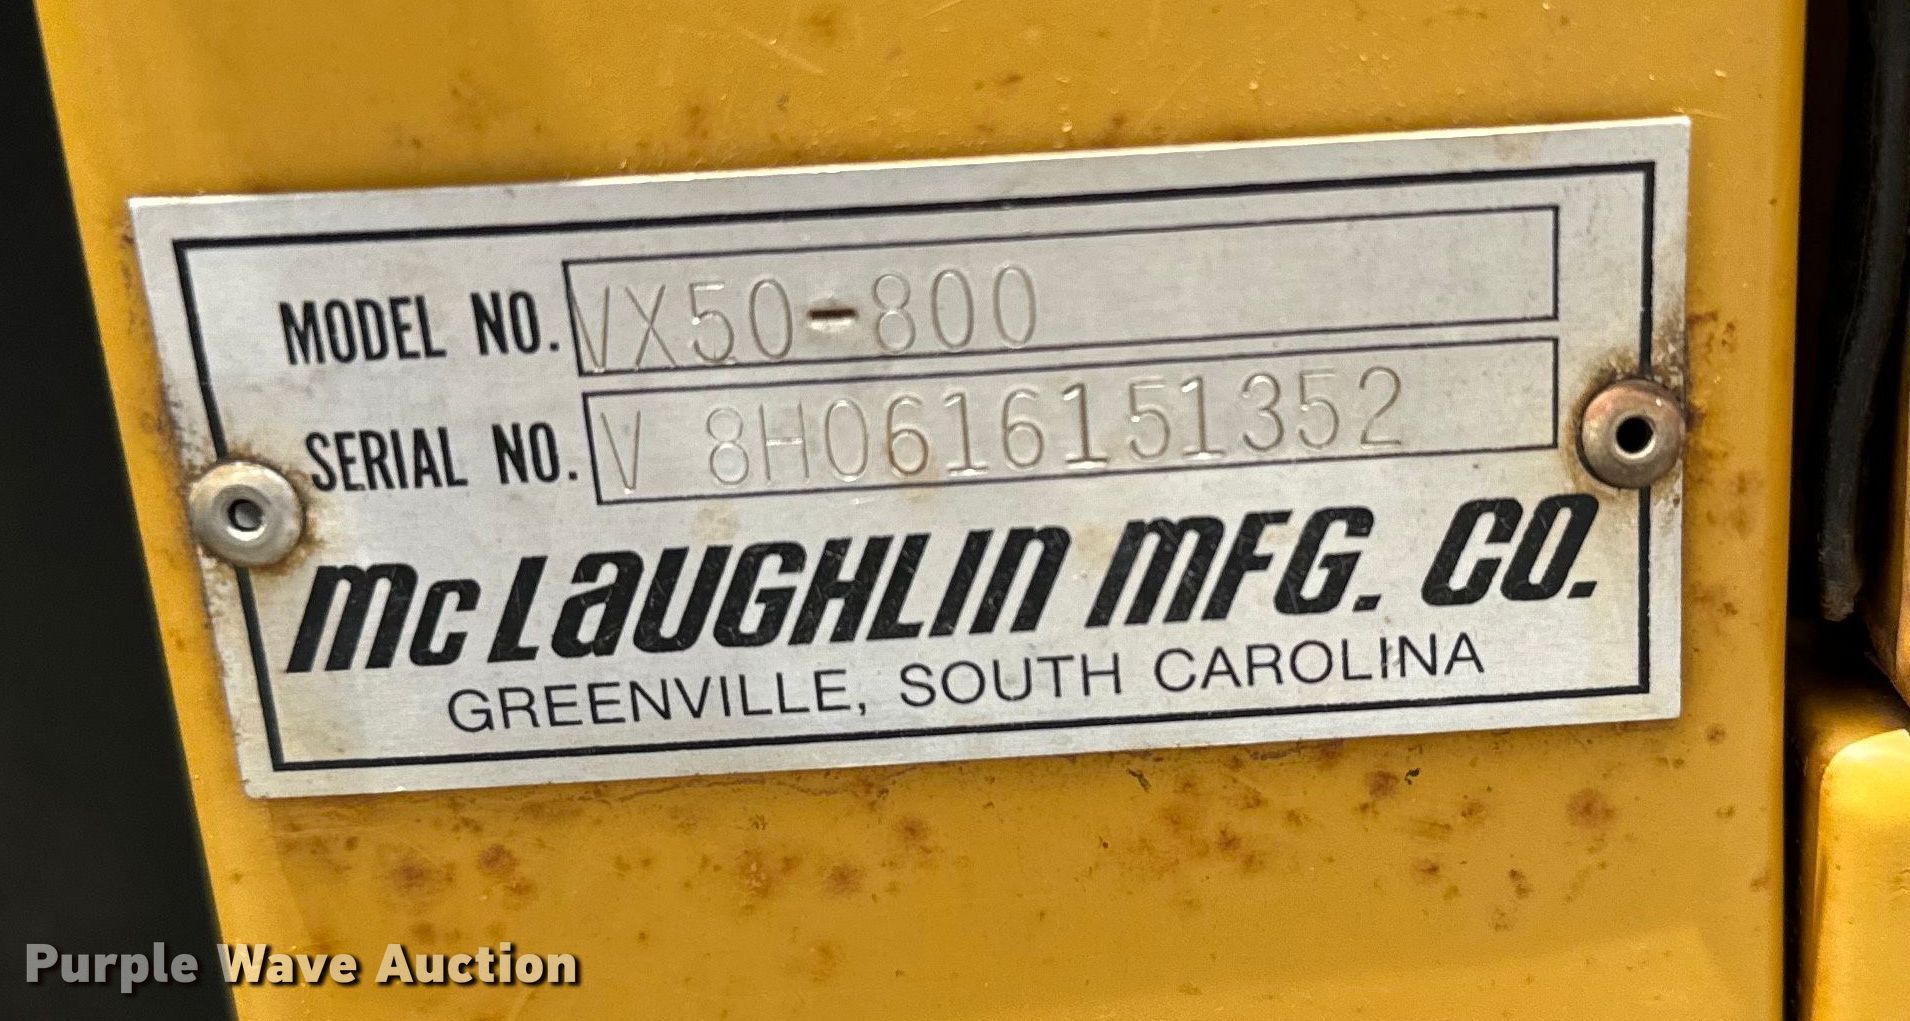 MODEL NO. VX50-800
SERIAL NO. V 8H0616151352
McLAUGHLIN MFG. CO.
GREENVILLE, SOUTH CAROLINA
Purple Wave Auction